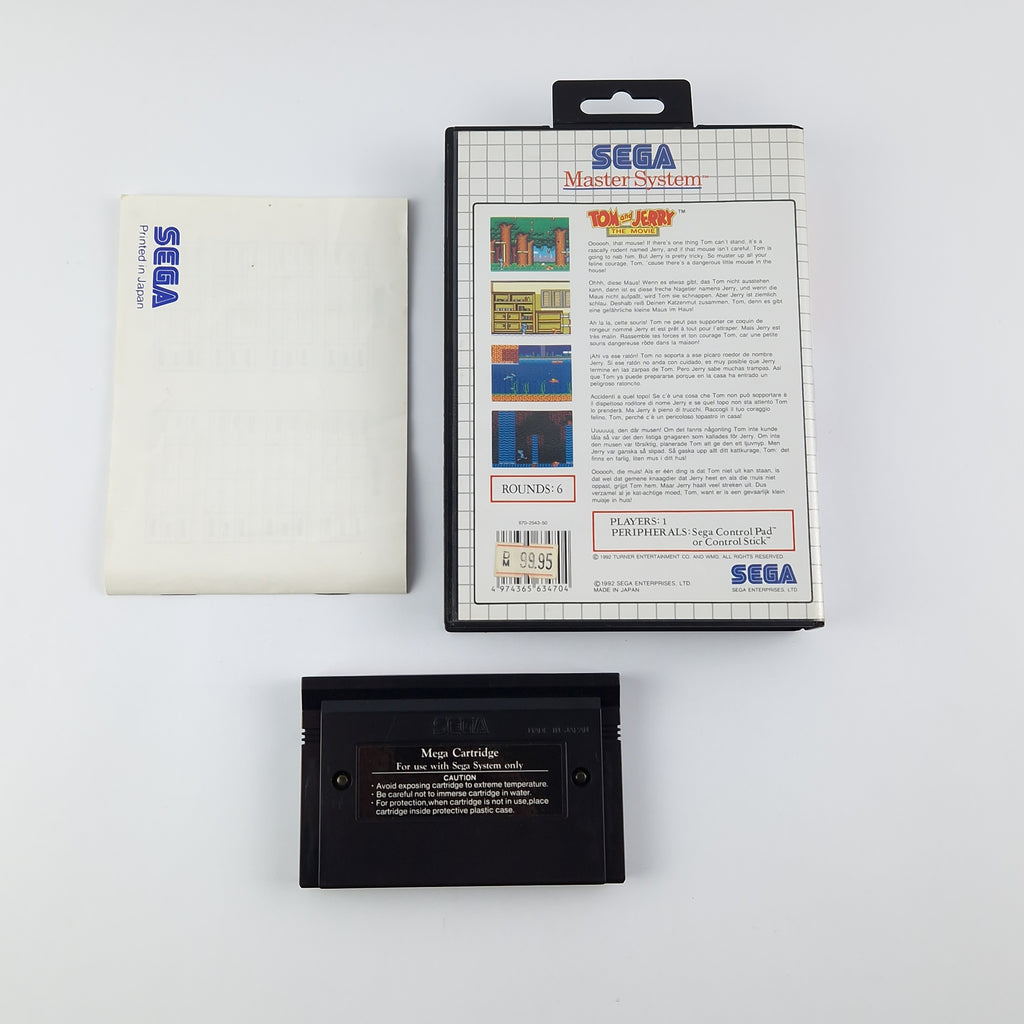 SEGA
Printed in Japan
SEGA
Master System™
TOM and JERRY™
THE MOVIE
Oooooh, that mouse! If there's one thing Tom can't stand, it's a
rascally rodent named Jerry, and if that mouse isn't careful, Tom is
going to nab him. But Jerry is pretty tricky. So muster up all your
feline courage, Tom, 'cause there's a dangerous little mouse in the
house!
Ohhh, diese Maus! Wenn es etwas gibt, das Tom nicht ausstehen
kann, dann ist es diese freche Nagetier namens Jerry, und wenn die
Maus nicht aufpaßt, wird Tom sie schnappen. Aber Jerry ist ziemlich
schlau. Deshalb reiß Deinen Katzenmut zusammen, Tom, denn es gibt
eine gefährliche kleine Maus im Haus!
Ah la la, cette souris! Tom ne peut pas supporter ce coquin de
rongeur nommé Jerry et est prêt à tout pour l'attraper. Mais Jerry est
très malin. Rassemble tes forces et ton courage Tom, car une petite
souris dangereuse rôde dans la maison!
¡Ahí va ese ratón! Tom no soporta a ese pícaro roedor de nombre
Jerry. Si ese ratón no anda con cuidado, es muy posible que Jerry
termine en las zarpas de Tom. Pero Jerry sabe muchas trampas. Así
que Tom ya puede prepararse porque en la casa ha entrado un
peligroso ratoncho.
Accidenti a quel topo! Se c'è una cosa che Tom non può sopportare è
il dispettoso roditore di nome Jerry e se quel topo non sta attento Tom
lo prenderà. Ma Jerry è pieno di trucchi. Raccogli il tuo coraggio
felino, Tom, perché c'è un pericoloso topastro in casa!
Uuuuuj, den där musen! Om det fanns någonting Tom inte kunde
tåla så var det den listiga gnagaren som kallades för Jerry. Om inte
den musen var försiktig, planerade Tom att ge den ett ljuvnyp. Men
Jerry var ganska så slipad. Så gaska upp allt ditt kattkurage, Tom: det
finns en farlig, liten mus i ditt hus!
Oooooh, die muis! Als er één ding is dat Tom niet uit kan staan, is
dat wel dat gemene knaagdier dat Jerry heet en als die muis niet
oppast, grijpt Tom hem. Maar Jerry haalt veel streken uit. Dus
verzamel al je kat-achtige moed, Tom, want er is een gevaarlijk klein
muisje in huis!
ROUNDS: 6
PLAYERS: 1
PERIPHERALS: Sega Control Pad™
or Control Stick™
670-2543-50
© 1992 TURNER ENTERTAINMENT CO. AND WMG. ALL RIGHTS RESERVED.
DM 99.95
4 974365 634704
© 1992 SEGA ENTERPRISES, LTD.
MADE IN JAPAN
SEGA
SEGA ENTERPRISES, LTD.
SEGA
MADE IN JAPAN
Mega Cartridge
For use with Sega System only
CAUTION
・Avoid exposing cartridge to extreme temperature.
・Be careful not to immerse cartridge in water.
・For protection,when cartridge is not in use,place
cartridge inside protective plastic case.